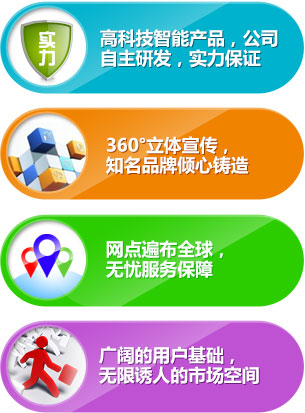 实力
高科技智能产品，公司
自主研发，实力保证
360°立体宣传，
知名品牌倾心铸造
网点遍布全球，
无忧服务保障
广阔的用户基础，
无限诱人的市场空间